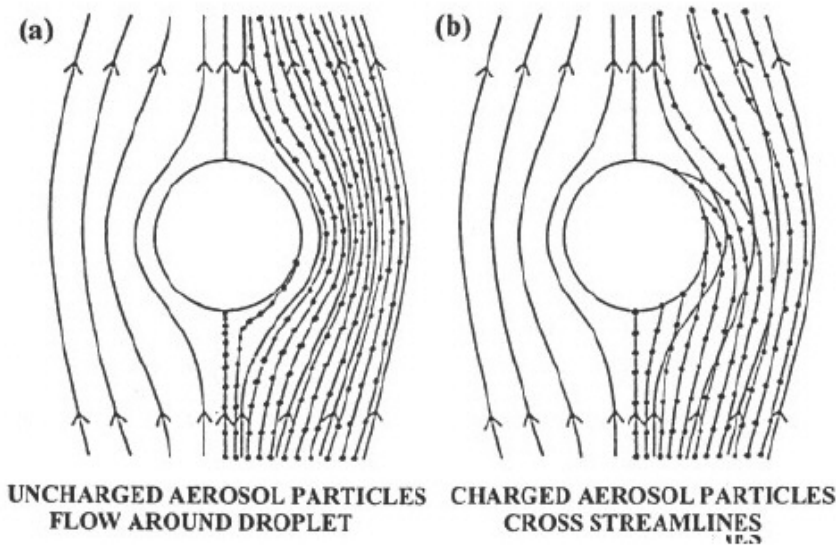 (a)
(b)
UNCHARGED AEROSOL PARTICLES
FLOW AROUND DROPLET
CHARGED AEROSOL PARTICLES
CROSS STREAMLINES